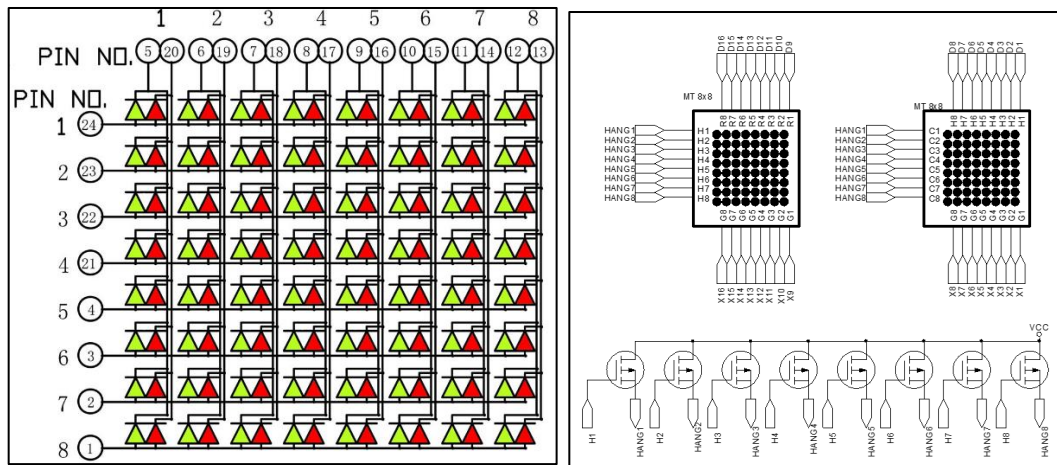 1 2 3 4 5 6 7 8
PIN NO. 5 20 6 19 7 18 8 17 9 16 10 15 11 14 12 13
PIN NO.
1 24
2 23
3 22
4 21
5 4
6 3
7 2
8 1
D16 D15 D14 D13 D12 D11 D10 D9
MT 8x8
R8 R7 R6 R5 R4 R3 R2 R1
HANG1 H1
HANG2 H2
HANG3 H3
HANG4 H4
HANG5 H5
HANG6 H6
HANG7 H7
HANG8 H8
G8 G7 G6 G5 G4 G3 G2 G1
X16 X15 X14 X13 X12 X11 X10 X9
D8 D7 D6 D5 D4 D3 D2 D1
MT 8x8
H8 H7 H6 H5 H4 H3 H2 H1
HANG1 C1
HANG2 C2
HANG3 C3
HANG4 C4
HANG5 C5
HANG6 C6
HANG7 C7
HANG8 C8
G8 G7 G6 G5 G4 G3 G2 G1
X8 X7 X6 X5 X4 X3 X2 X1
VCC
H1 HANG1 H2 HANG2 H3 HANG3 H4 HANG4 H5 HANG5 H6 HANG6 H7 HANG7 H8 HANG8